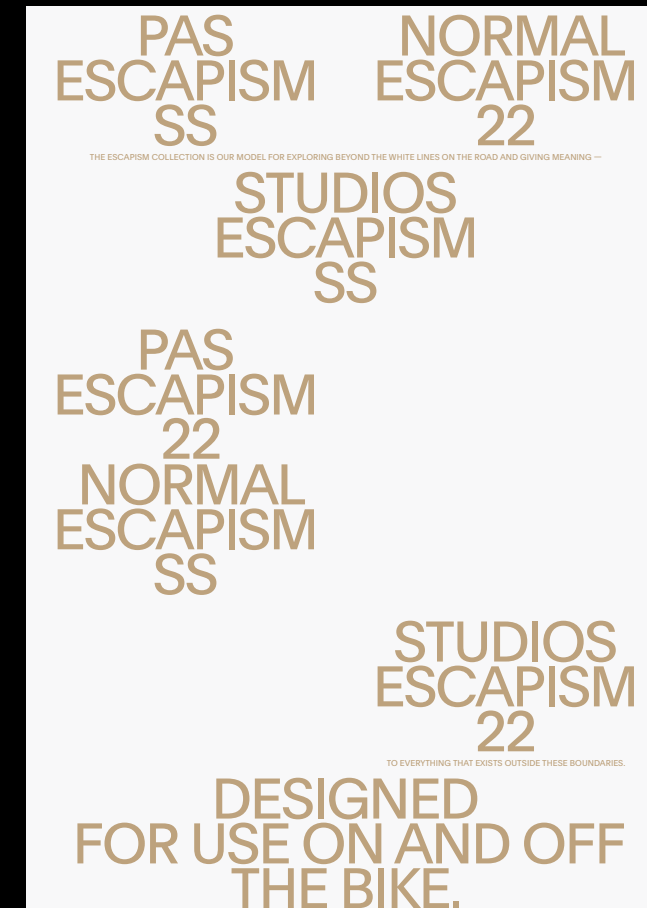 PAS
ESCAPISM
SS
NORMAL
ESCAPISM
22
THE ESCAPISM COLLECTION IS OUR MODEL FOR EXPLORING BEYOND THE WHITE LINES ON THE ROAD AND GIVING MEANING —
STUDIOS
ESCAPISM
SS
PAS
ESCAPISM
22
NORMAL
ESCAPISM
SS
STUDIOS
ESCAPISM
22
TO EVERYTHING THAT EXISTS OUTSIDE THESE BOUNDARIES.
DESIGNED
FOR USE ON AND OFF
THE BIKE.